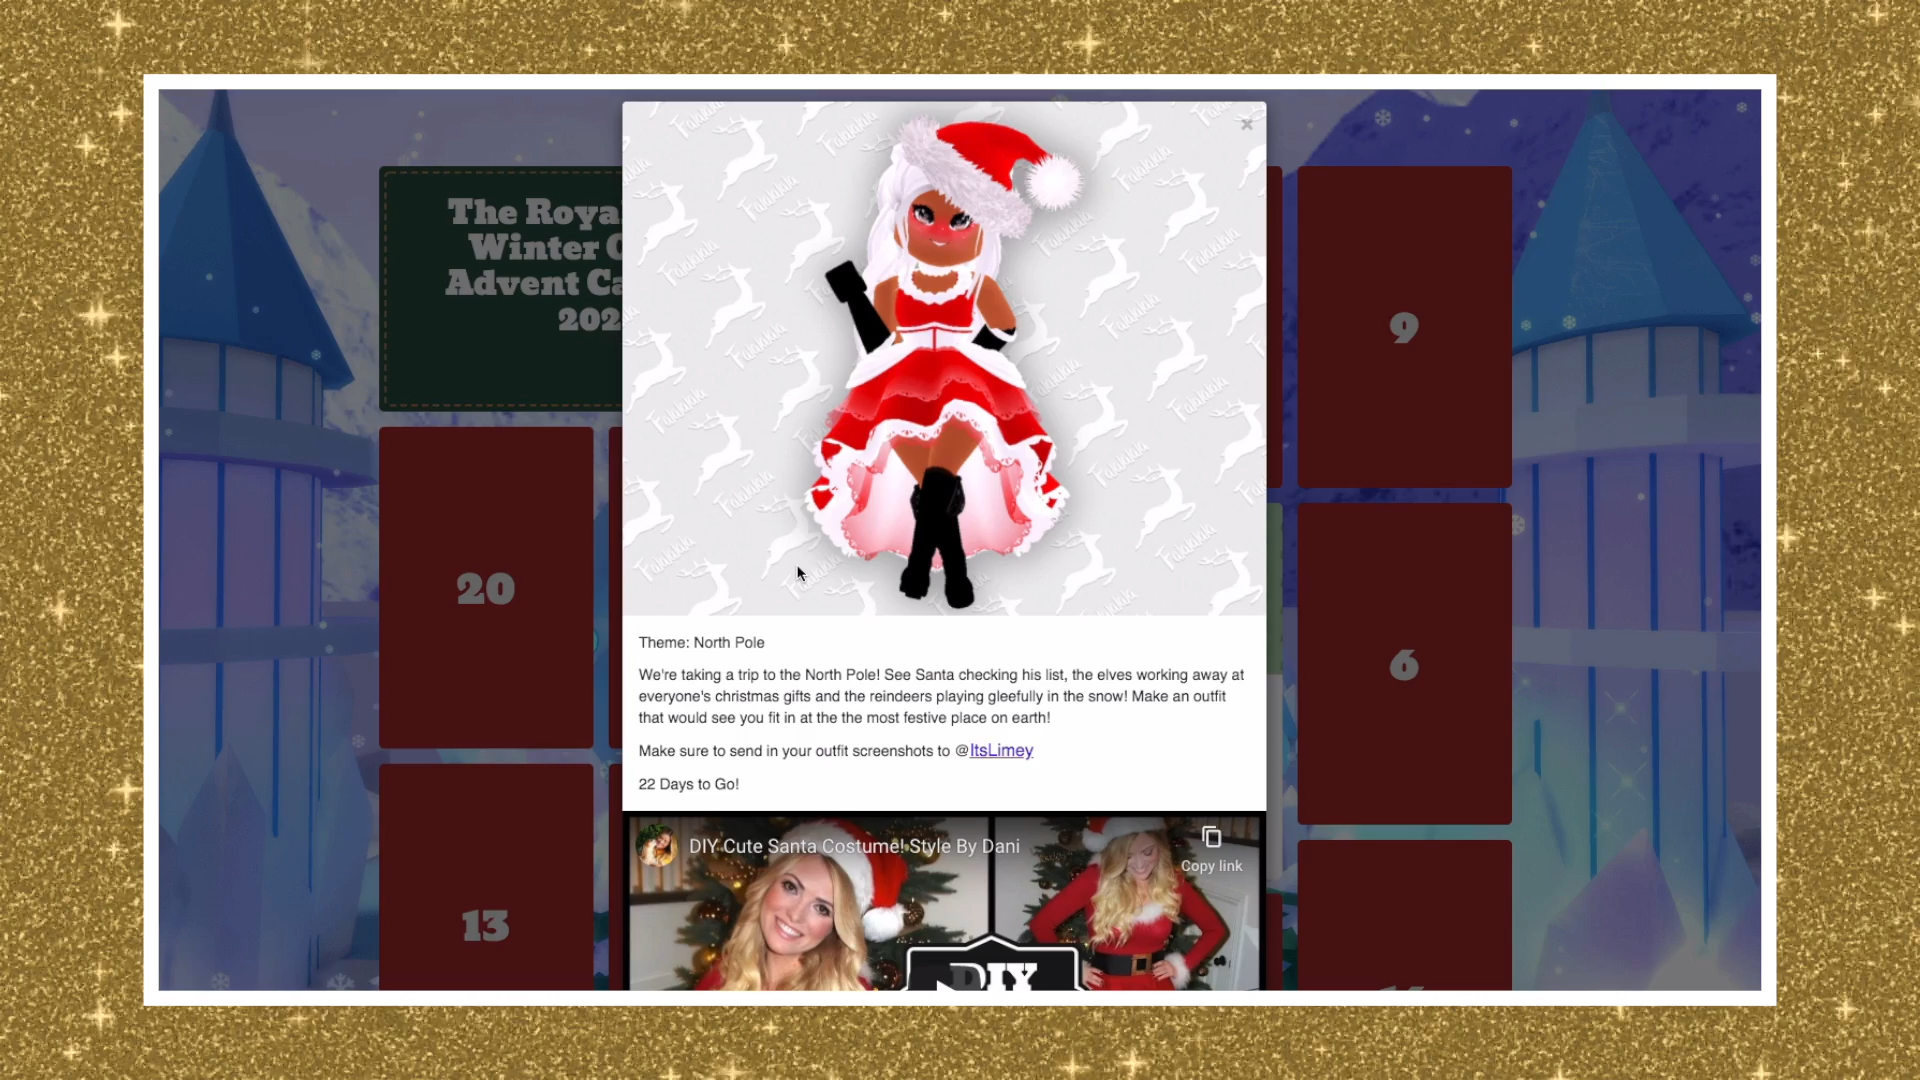 The Roya
Winter
Advent Ca
202
9
20
6
13
Falalalala
Theme: North Pole
We're taking a trip to the North Pole! See Santa checking his list, the elves working away at
everyone's christmas gifts and the reindeers playing gleefully in the snow! Make an outfit
that would see you fit in at the the most festive place on earth!
Make sure to send in your outfit screenshots to @ItsLimey
22 Days to Go!
DIY Cute Santa Costume! Style By Dani
Copy link
DIY